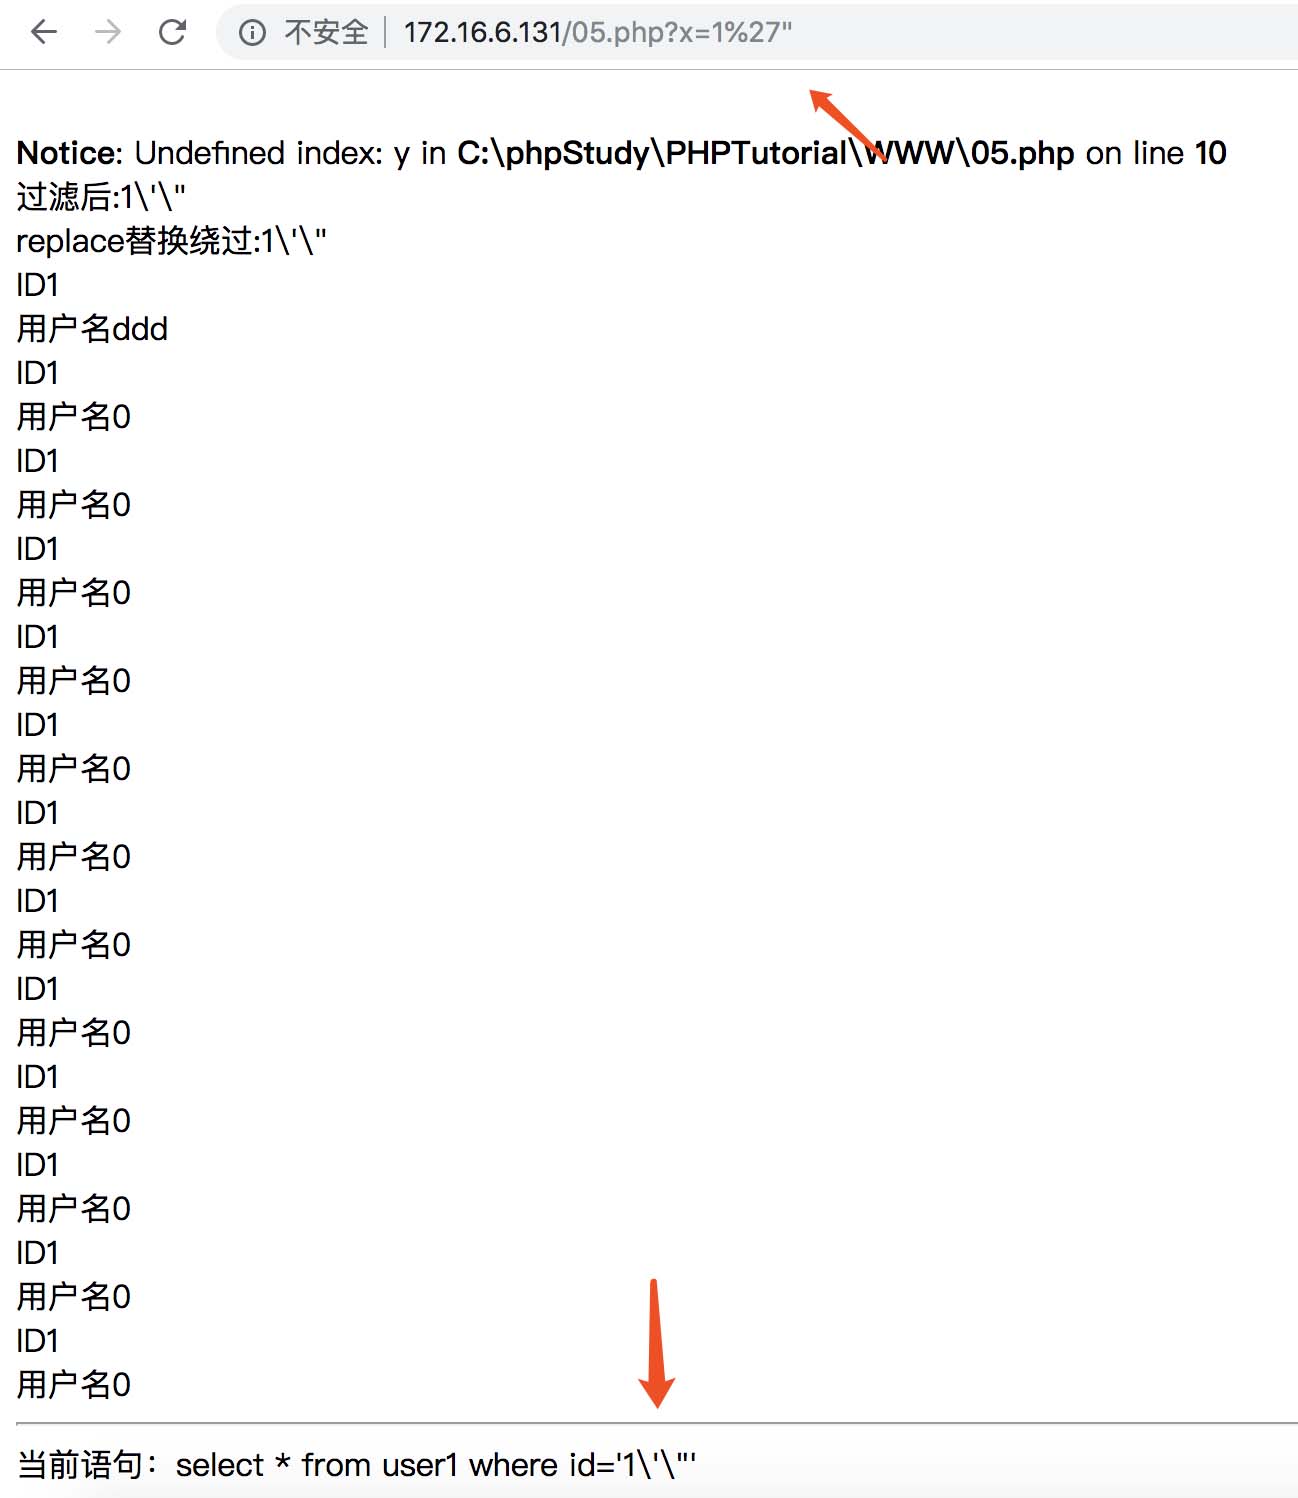 不安全 172.16.6.131/05.php?x=1%27"
Notice: Undefined index: y in C:\phpStudy\PHPTutorial\WWW\05.php on line 10
过滤后:1\'\"
replace替换绕过:1\'\"
ID1
用户名ddd
ID1
用户名0
ID1
用户名0
ID1
用户名0
ID1
用户名0
ID1
用户名0
ID1
用户名0
ID1
用户名0
ID1
用户名0
ID1
用户名0
ID1
用户名0
ID1
用户名0
ID1
用户名0
当前语句：select * from user1 where id='1\'\"'